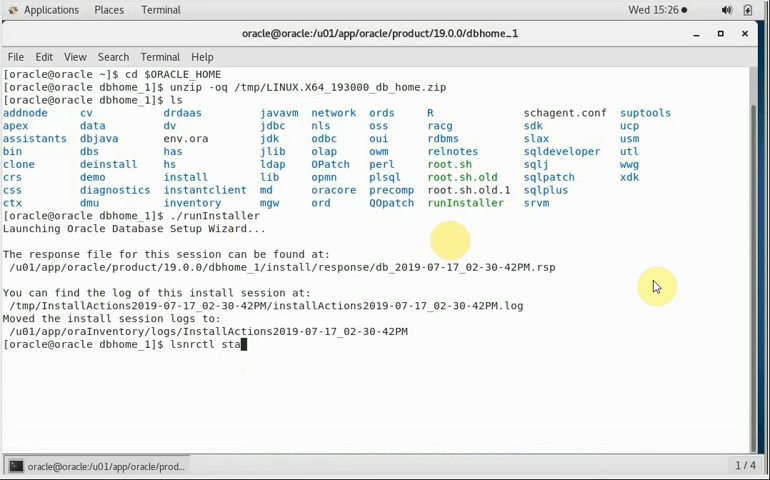 Applications Places Terminal Wed 15:26
oracle@oracle:/u01/app/oracle/product/19.0.0/dbhome_1
File Edit View Search Terminal Help
[oracle@oracle ~]$ cd $ORACLE_HOME
[oracle@oracle dbhome_1]$ unzip -oq /tmp/LINUX.X64_193000_db_home.zip
[oracle@oracle dbhome_1]$ ls
addnode cv drdaas javavm network ords R schagent.conf suptools
apex data dv jdbc nls oss racg sdk ucp
assistants dbjava env.ora jdk odbc oui rdbms slax usm
bin dbs has jlib olap owm relnotes sqldeveloper utl
clone deinstall hs ldap OPatch perl root.sh sqlj wwg
crs demo install lib opmn plsql root.sh.old sqlpatch xdk
css diagnostics instantclient md oracore precomp root.sh.old.1 sqlplus
ctx dmu inventory mgw ord QOpatch runInstaller srvm
[oracle@oracle dbhome_1]$ ./runInstaller
Launching Oracle Database Setup Wizard...
The response file for this session can be found at:
/u01/app/oracle/product/19.0.0/dbhome_1/install/response/db_2019-07-17_02-30-42PM.rsp
You can find the log of this install session at:
/tmp/InstallActions2019-07-17_02-30-42PM/installActions2019-07-17_02-30-42PM.log
Moved the install session logs to:
/u01/app/oraInventory/logs/InstallActions2019-07-17_02-30-42PM
[oracle@oracle dbhome_1]$ lsnrctl sta
oracle@oracle:/u01/app/oracle/prod... 1 / 4